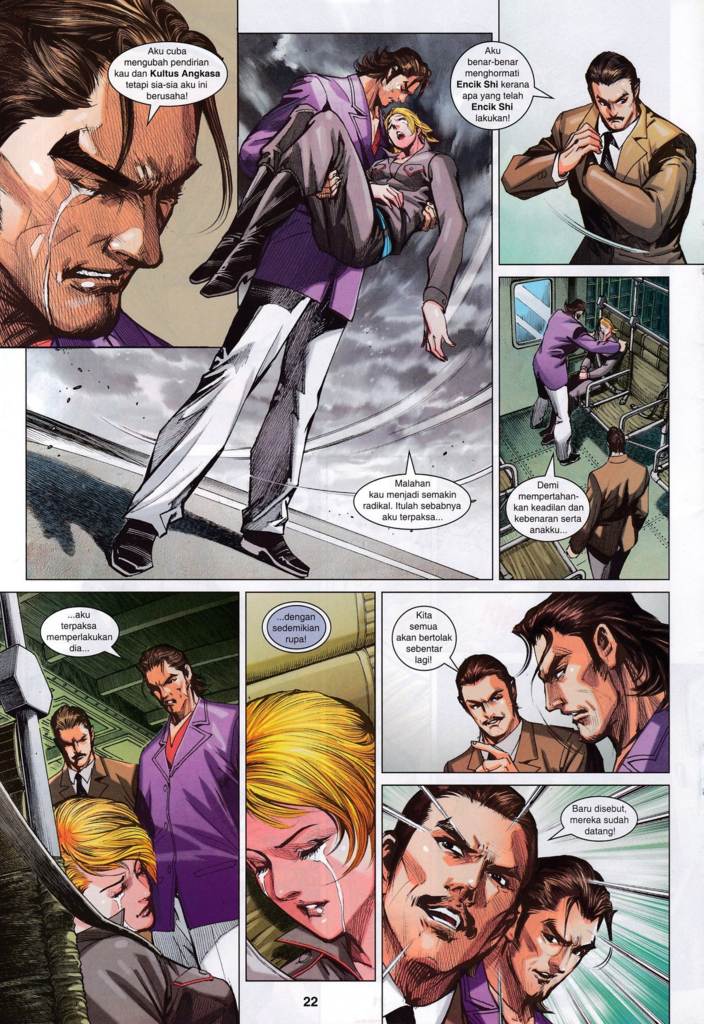 Aku cuba
mengubah pendirian
kau dan Kultus Angkasa
tetapi sia-sia aku ini
berusaha!
Aku
benar-benar
menghormati
Encik Shi kerana
apa yang telah
Encik Shi
lakukan!
Malahan
kau menjadi semakin
radikal. Itulah sebabnya
aku terpaksa...
Demi
mempertahan-
kan keadilan dan
kebenaran serta
anakku...
...aku
terpaksa
memperlakukan
dia...
...dengan
sedemikian
rupa!
Kita
semua
akan bertolak
sebentar
lagi!
Baru disebut,
mereka sudah
datang!
22